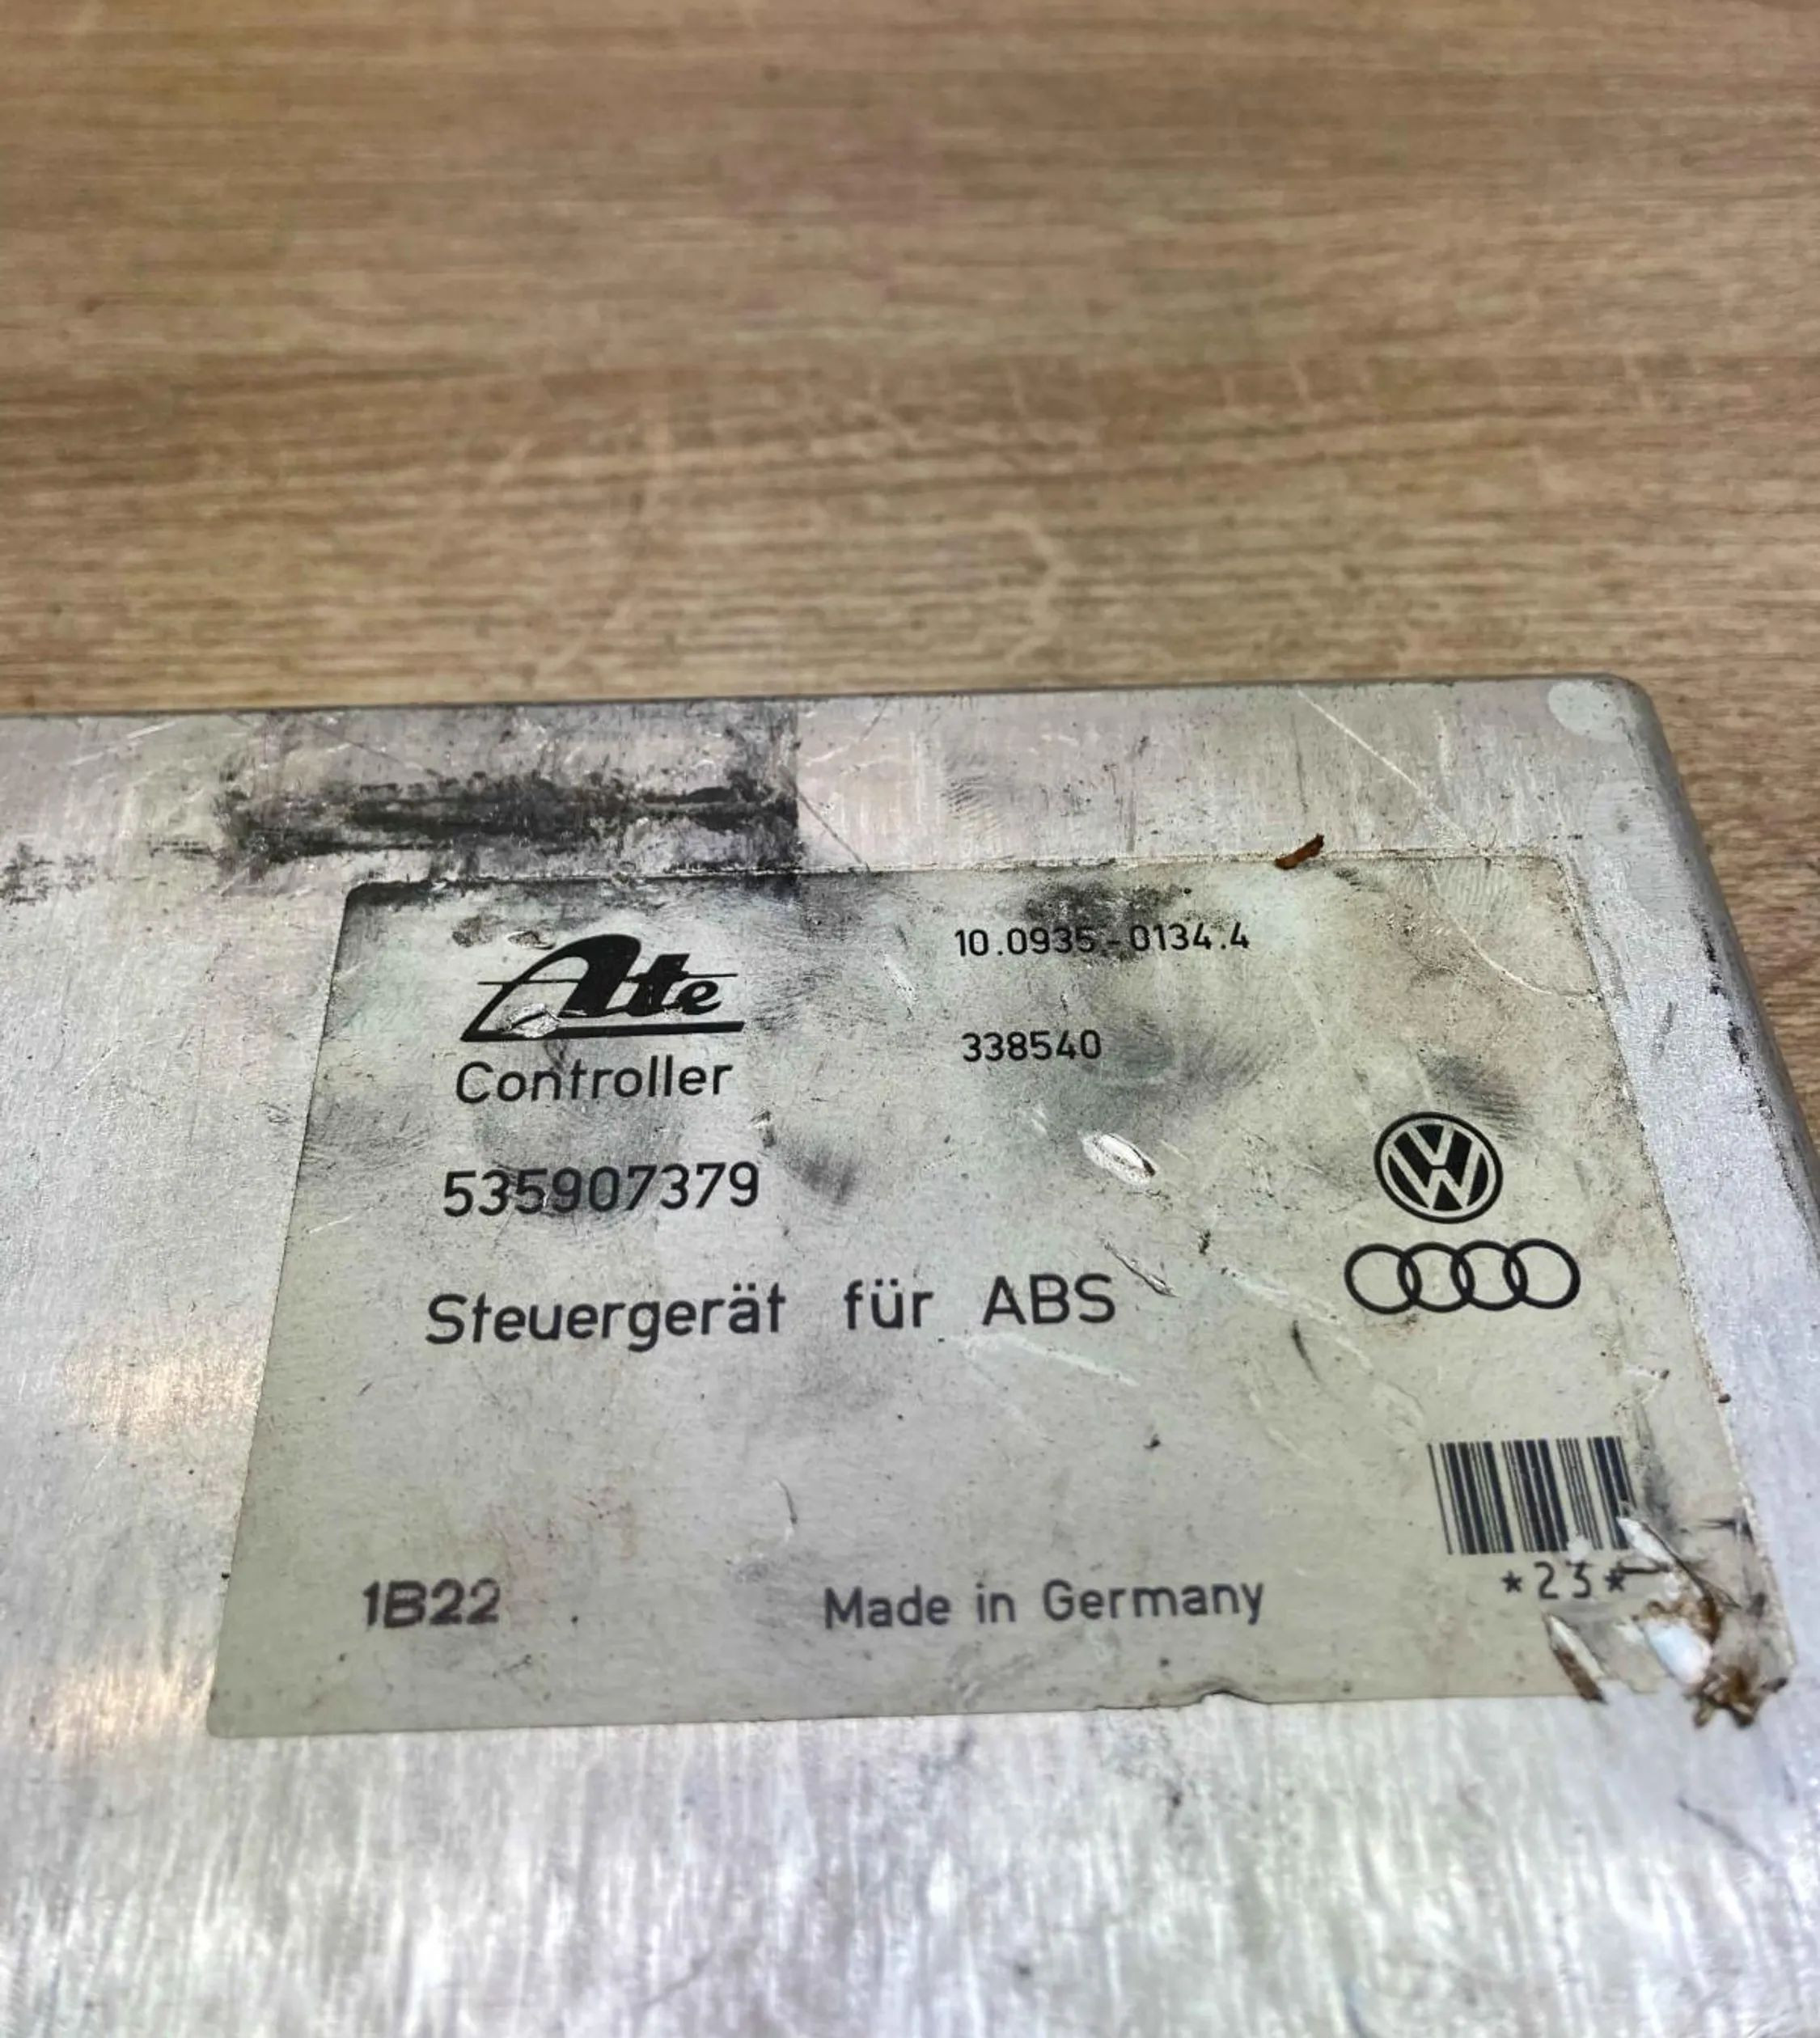 Ate
Controller
10.0935-0134.4
338540
535907379
Steuergerät für ABS
1B22
Made in Germany
*23*